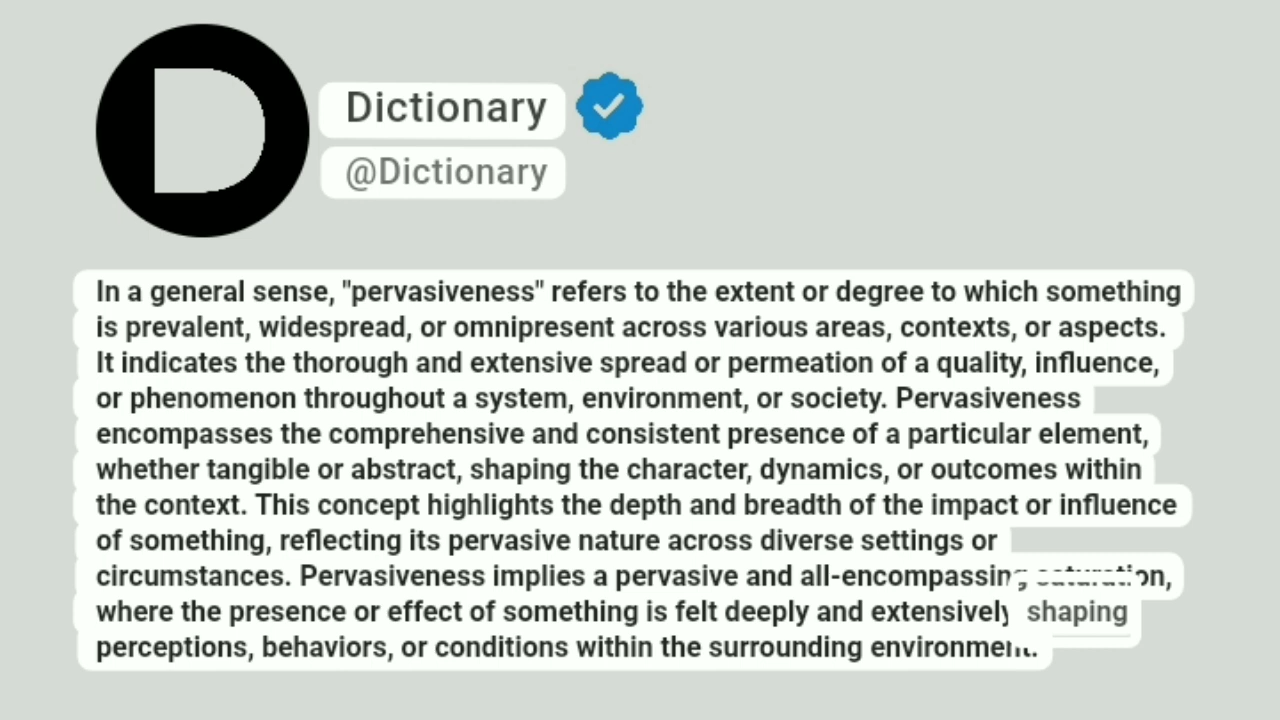 D
Dictionary
@Dictionary
In a general sense, "pervasiveness" refers to the extent or degree to which something
is prevalent, widespread, or omnipresent across various areas, contexts, or aspects.
It indicates the thorough and extensive spread or permeation of a quality, influence,
or phenomenon throughout a system, environment, or society. Pervasiveness
encompasses the comprehensive and consistent presence of a particular element,
whether tangible or abstract, shaping the character, dynamics, or outcomes within
the context. This concept highlights the depth and breadth of the impact or influence
of something, reflecting its pervasive nature across diverse settings or
circumstances. Pervasiveness implies a pervasive and all-encompassing saturation,
where the presence or effect of something is felt deeply and extensively shaping
perceptions, behaviors, or conditions within the surrounding environment.